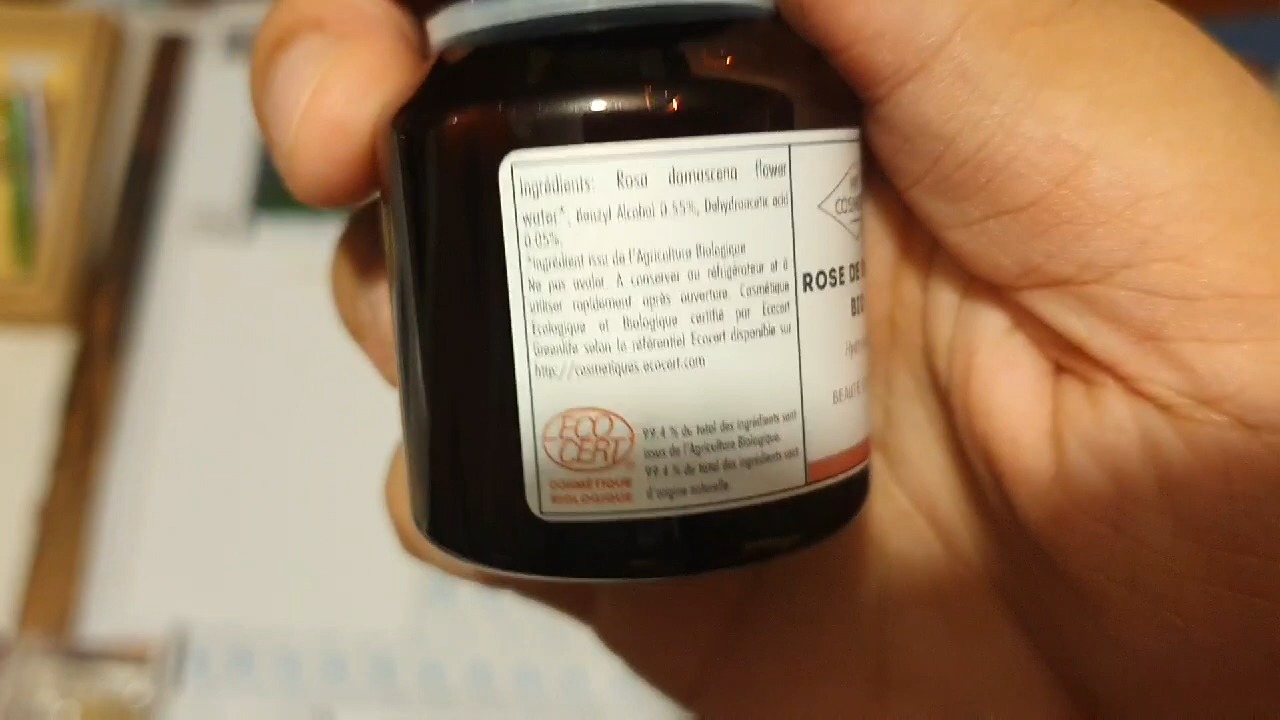 Ingrédients: Rosa damascena flower
water*, Benzyl Alcohol 0.55%, Dehydroacetic acid
0.05%.
*Ingrédient issu de l'Agriculture Biologique
Ne pas avaler. A conserver au réfrigérateur et à
utiliser rapidement après ouverture. Cosmétique
Ecologique et Biologique certifié par Ecocert
Greenlife selon le référentiel Ecocert disponible sur
http://cosmetiques.ecocert.com
ECO
CERT
COSMÉTIQUE
BIOLOGIQUE
99.4 % du total des ingrédients sont
issus de l'Agriculture Biologique.
99.4 % du total des ingrédients sont
d'origine naturelle.
ROSE DE